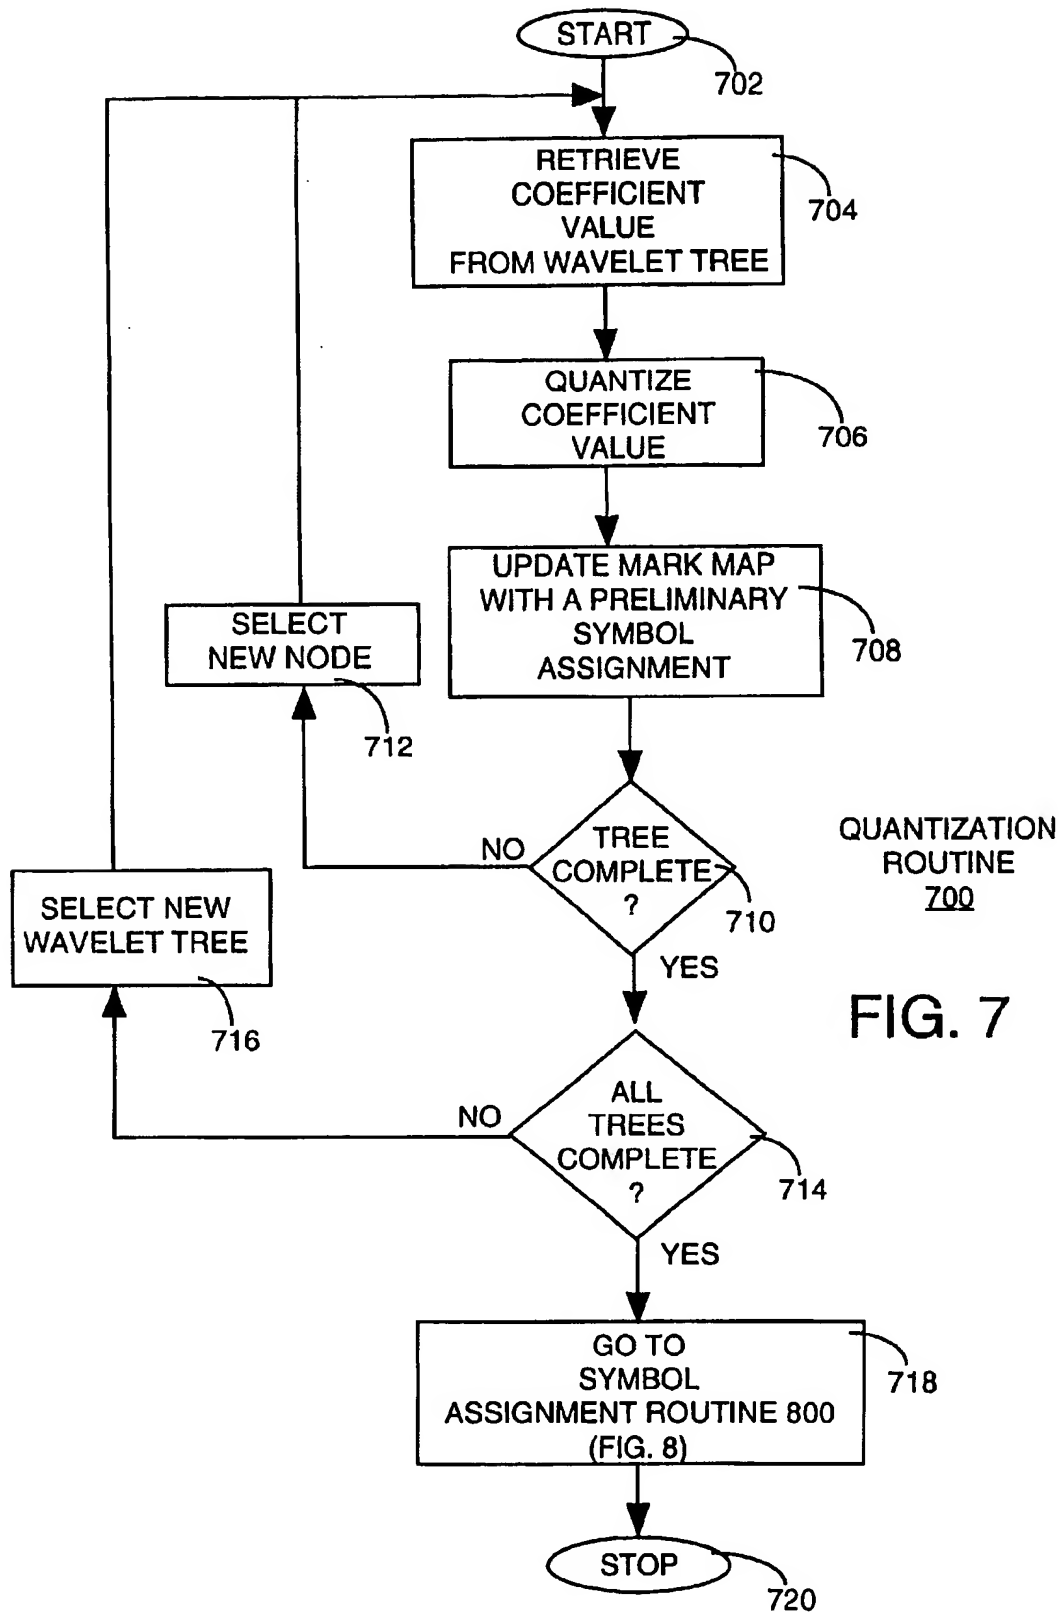 START
702
RETRIEVE
COEFFICIENT
VALUE
FROM WAVELET TREE
704
QUANTIZE
COEFFICIENT
VALUE
706
UPDATE MARK MAP
WITH A PRELIMINARY
SYMBOL
ASSIGNMENT
708
SELECT
NEW NODE
712
TREE
COMPLETE
?
710
NO
YES
QUANTIZATION
ROUTINE
700
SELECT NEW
WAVELET TREE
716
FIG. 7
ALL
TREES
COMPLETE
?
714
NO
YES
GO TO
SYMBOL
ASSIGNMENT ROUTINE 800
(FIG. 8)
718
STOP
720